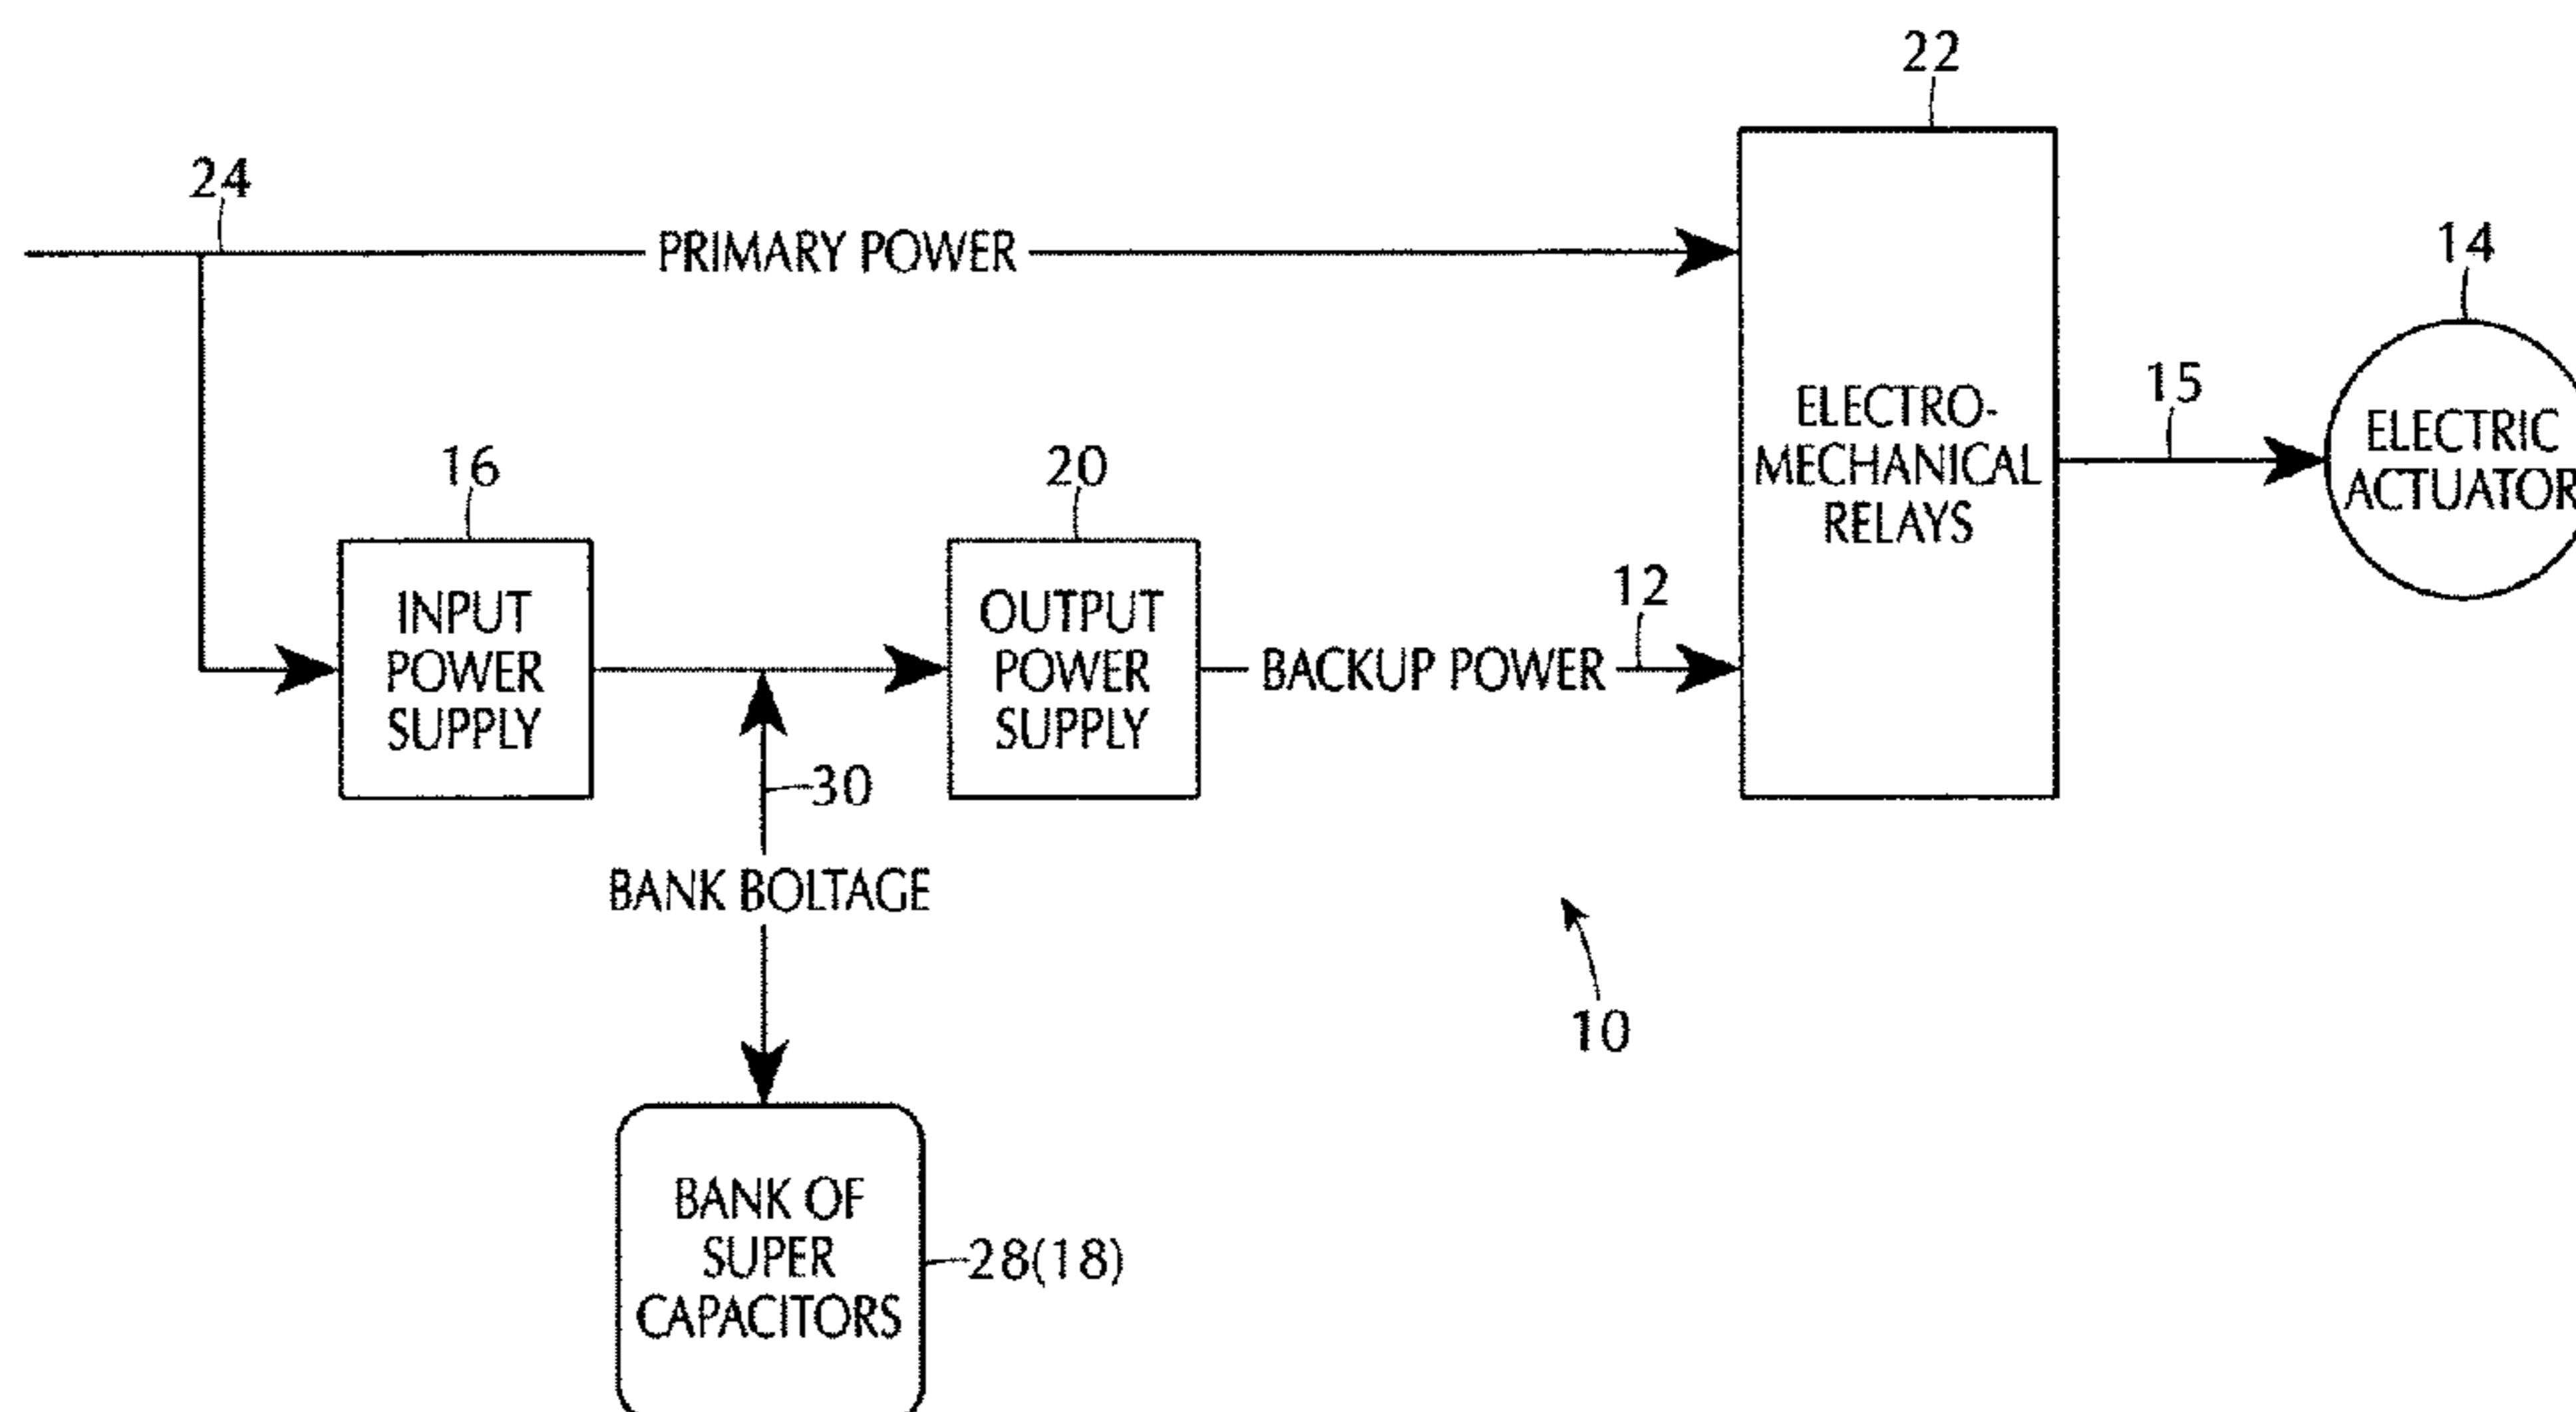 22
24
PRIMARY POWER
14
ELECTRO-
MECHANICAL
RELAYS
15
ELECTRIC
ACTUATOR
16
20
INPUT
POWER
SUPPLY
OUTPUT
POWER
SUPPLY
12
BACKUP POWER
30
BANK BOLTAGE
10
BANK OF
SUPER
CAPACITORS
28(18)